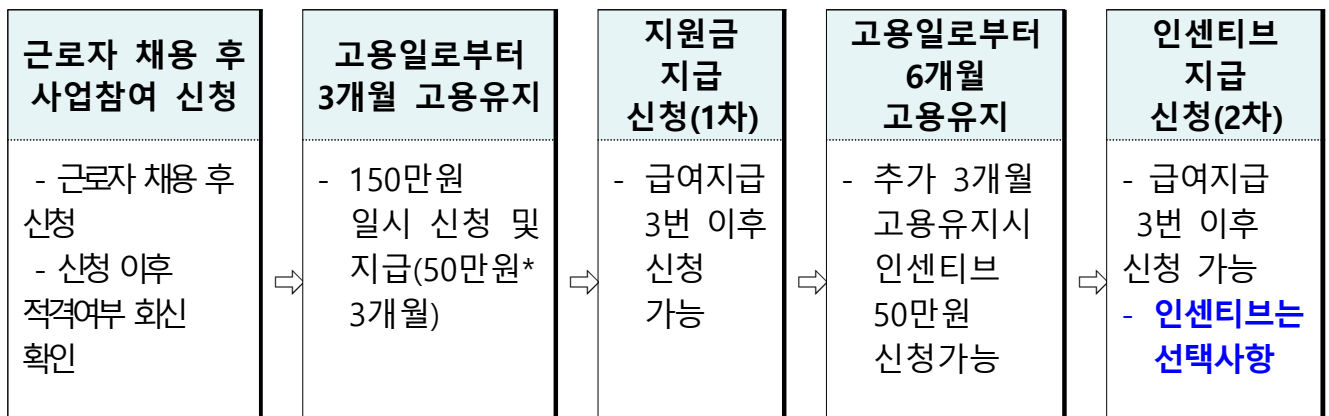 근로자 채용 후
사업참여 신청
- 근로자 채용 후
신청
- 신청 이후
적격여부 회신
확인
⇨
고용일로부터
3개월 고용유지
- 150만원
일시 신청 및
지급(50만원*
3개월)
⇨
지원금
지급
신청(1차)
- 급여지급
3번 이후
신청
가능
⇨
고용일로부터
6개월
고용유지
- 추가 3개월
고용유지시
인센티브
50만원
신청가능
⇨
인센티브
지급
신청(2차)
- 급여지급
3번 이후
신청 가능
- 인센티브는
선택사항